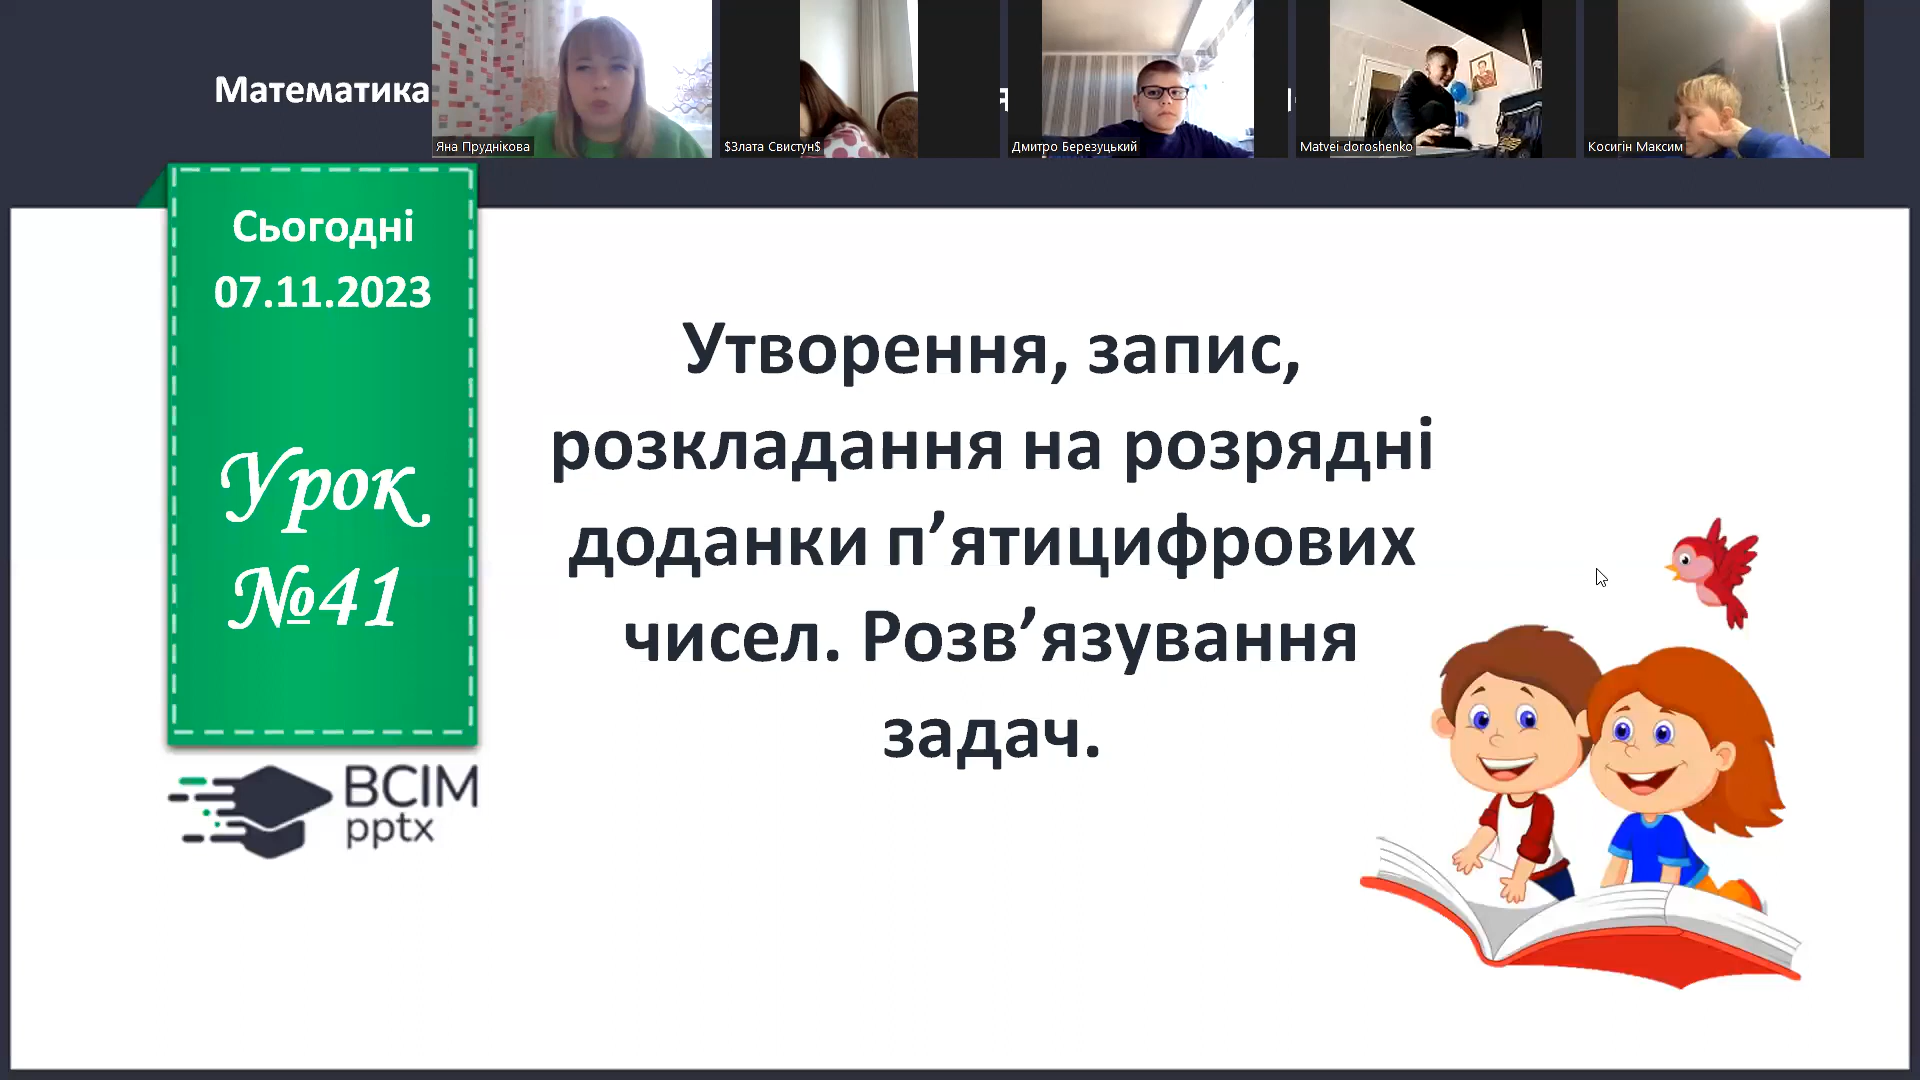 Математика
Яна Пруднікова
$Злата Свистун$
Дмитро Березуцький
Matvei doroshenko
Косигін Максим
Сьогодні
07.11.2023
Урок
№41
Утворення, запис,
розкладання на розрядні
доданки п’ятицифрових
чисел. Розв’язування
задач.
BCIM
pptx